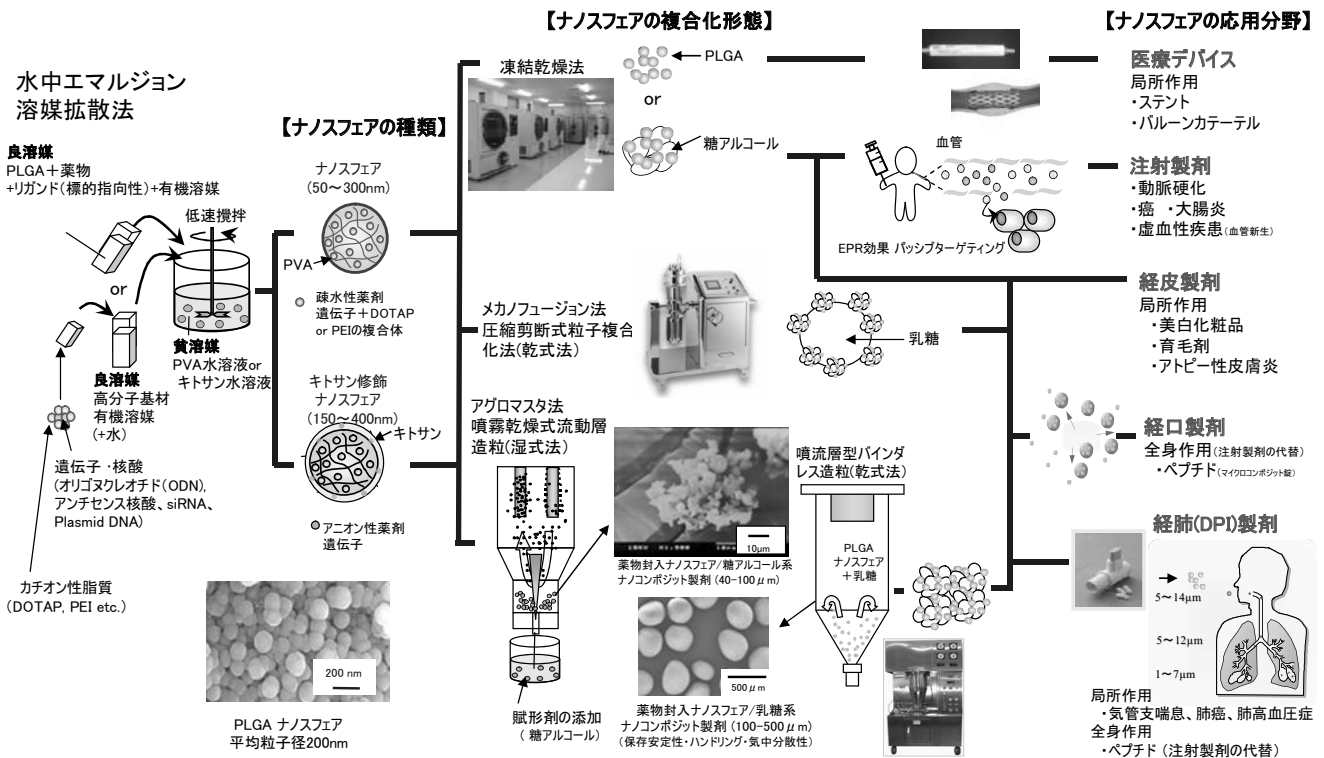 【ナノスフェアの複合化形態】
【ナノスフェアの応用分野】
水中エマルジョン
溶媒拡散法
良溶媒
PLGA+薬物
+リガンド(標的指向性)+有機溶媒
低速攪拌
or
貧溶媒
PVA水溶液or
キトサン水溶液
良溶媒
高分子基材
有機溶媒
(+水)
遺伝子・核酸
(オリゴヌクレオチド(ODN),
アンチセンス核酸、siRNA、
Plasmid DNA)
カチオン性脂質
(DOTAP, PEI etc.)
【ナノスフェアの種類】
ナノスフェア
(50～300nm)
PVA
疎水性薬剤
遺伝子+DOTAP
or PEIの複合体
キトサン修飾
ナノスフェア
(150～400nm)
キトサン
アニオン性薬剤
遺伝子
200 nm
PLGA ナノスフェア
平均粒子径200nm
凍結乾燥法
PLGA
or
糖アルコール
メカノフュージョン法
圧縮剪断式粒子複合
化法(乾式法)
乳糖
アグロマスタ法
噴霧乾燥式流動層
造粒(湿式法)
賦形剤の添加
(糖アルコール)
10μm
薬物封入ナノスフェア/糖アルコール系
ナノコンポジット製剤(40-100μm)
500μm
薬物封入ナノスフェア/乳糖系
ナノコンポジット製剤(100-500μm)
(保存安定性・ハンドリング・気中分散性)
噴流層型バインダ
レス造粒(乾式法)
PLGA
ナノスフェア
+乳糖
血管
EPR効果 パッシブターゲティング
医療デバイス
局所作用
・ステント
・バルーンカテーテル
注射製剤
・動脈硬化
・癌 ・大腸炎
・虚血性疾患(血管新生)
経皮製剤
局所作用
・美白化粧品
・育毛剤
・アトピー性皮膚炎
経口製剤
全身作用(注射製剤の代替)
・ペプチド(マイクロコンポジット錠)
経肺(DPI)製剤
5～14μm
5～12μm
1～7μm
局所作用
・気管支喘息、肺癌、肺高血圧症
全身作用
・ペプチド(注射製剤の代替)